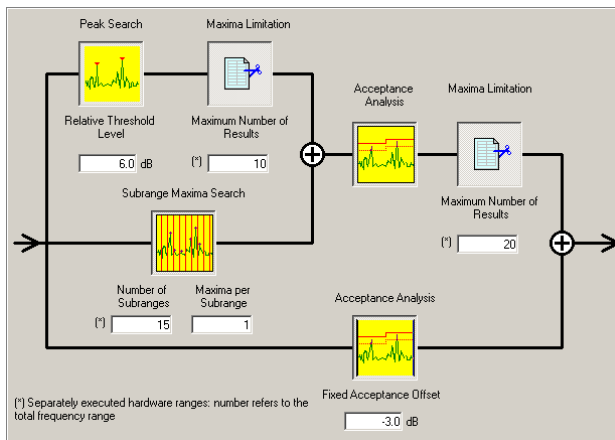 Peak Search
Maxima Limitation
Relative Threshold
Level
6.0 dB
Maximum Number of
Results
(*) 10
Acceptance
Analysis
Maxima Limitation
Maximum Number of
Results
(*) 20
Subrange Maxima Search
Number of
Subranges
(*) 15
Maxima per
Subrange
1
Acceptance Analysis
Fixed Acceptance Offset
-3.0 dB
(*) Separately executed hardware ranges: number refers to the
total frequency range